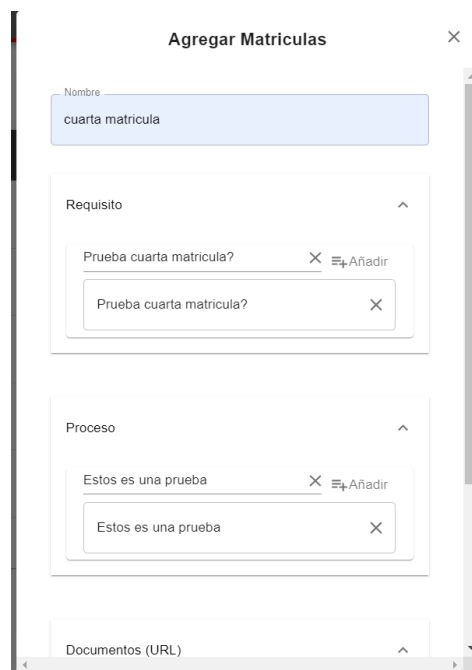 Agregar Matriculas
Nombre
cuarta matricula
Requisito
Prueba cuarta matricula?
Añadir
Prueba cuarta matricula?
Proceso
Estos es una prueba
Añadir
Estos es una prueba
Documentos (URL)